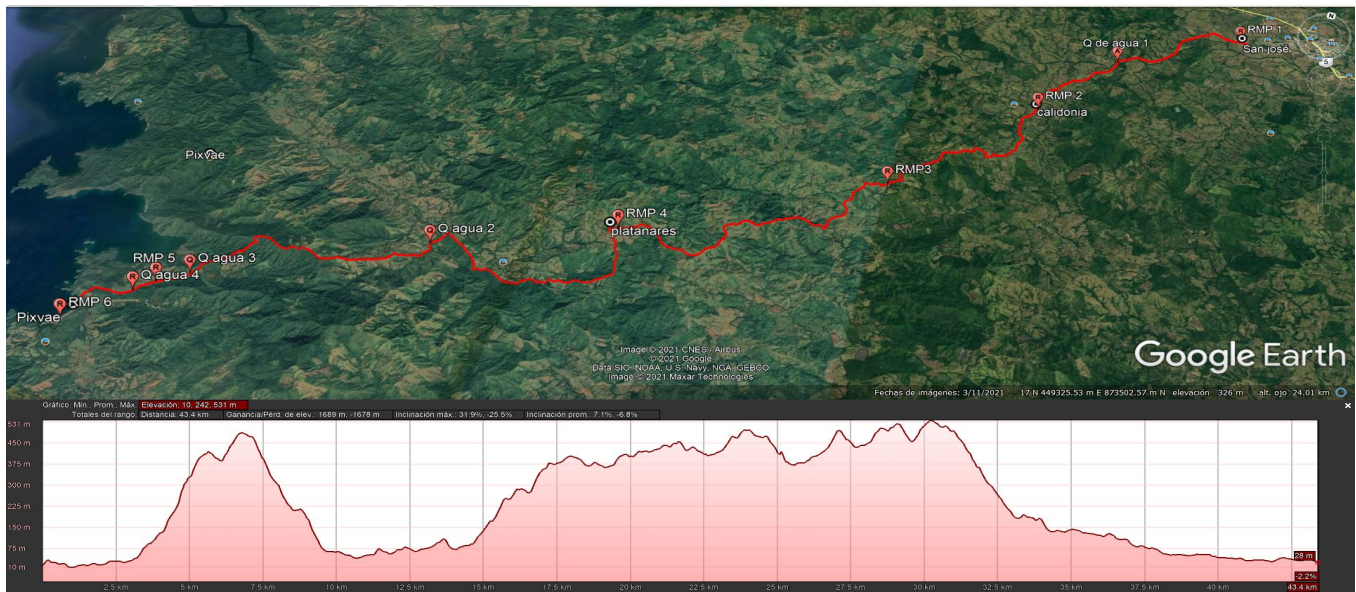 RMP 1
San jose
Q de agua 1
5
RMP 2
calidonia
Pixvae
RMP3
RMP 4
platanares
Q agua 2
RMP 5
Q agua 3
Q agua 4
RMP 6
Pixvae
Image © 2021 CNES / Airbus
© 2021 Google
Data SIO, NOAA, U.S. Navy, NGA, GEBCO
Image © 2021 Maxar Technologies
Google Earth
Fechas de imágenes: 3/11/2021 17 N 449325.53 m E 873502.57 m N elevación 326 m alt. ojo 24.01 km
Gráfico: Mín., Prom., Máx. Elevación: 10, 242, 531 m
Totales del rango: Distancia: 43.4 km Ganancia/Pérd. de elev.: 1689 m, -1678 m Inclinación máx.: 31.9%, -25.5% Inclinación prom.: 7.1%, -6.8%
531 m
450 m
375 m
300 m
225 m
150 m
75 m
10 m
28 m
-2.2%
2.5 km 5 km 7.5 km 10 km 12.5 km 15 km 17.5 km 20 km 22.5 km 25 km 27.5 km 30 km 32.5 km 35 km 37.5 km 40 km 43.4 km